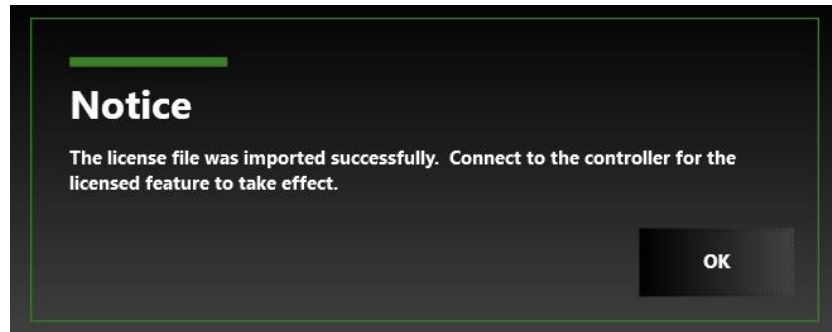 Notice
The license file was imported successfully.  Connect to the controller for the
licensed feature to take effect.
OK